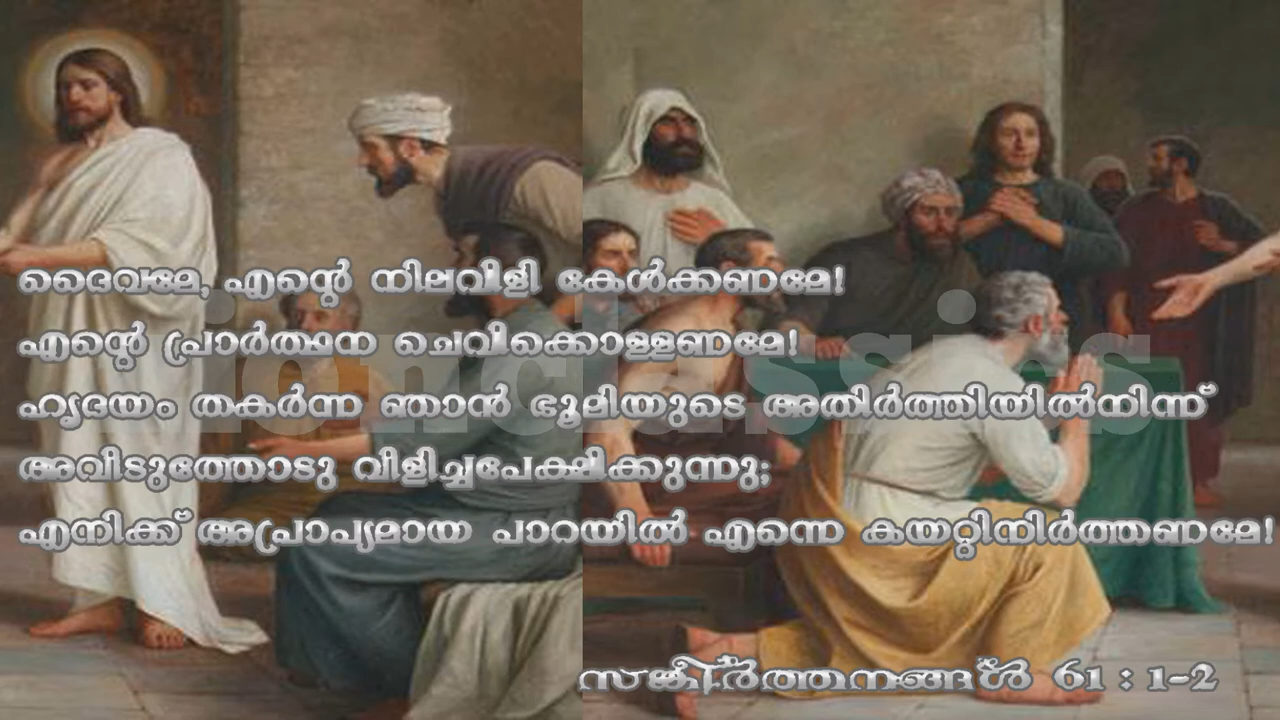 ദൈവമേ, എന്റെ നിലവിളി കേൾക്കണമേ!
എന്റെ പ്രാർത്ഥന ചെവിക്കൊള്ളണമേ!
ഹൃദയം തകർന്ന ഞാൻ ഭൂമിയുടെ അതിർത്തിയിൽനിന്ന്
അവിടുത്തോടു വിളിച്ചപേക്ഷിക്കുന്നു;
എനിക്ക് അപ്രാപ്യമായ പാറയിൽ എന്നെ കയറ്റിനിർത്തണമേ!
സങ്കീർത്തനങ്ങൾ 61 : 1-2
ionclassics